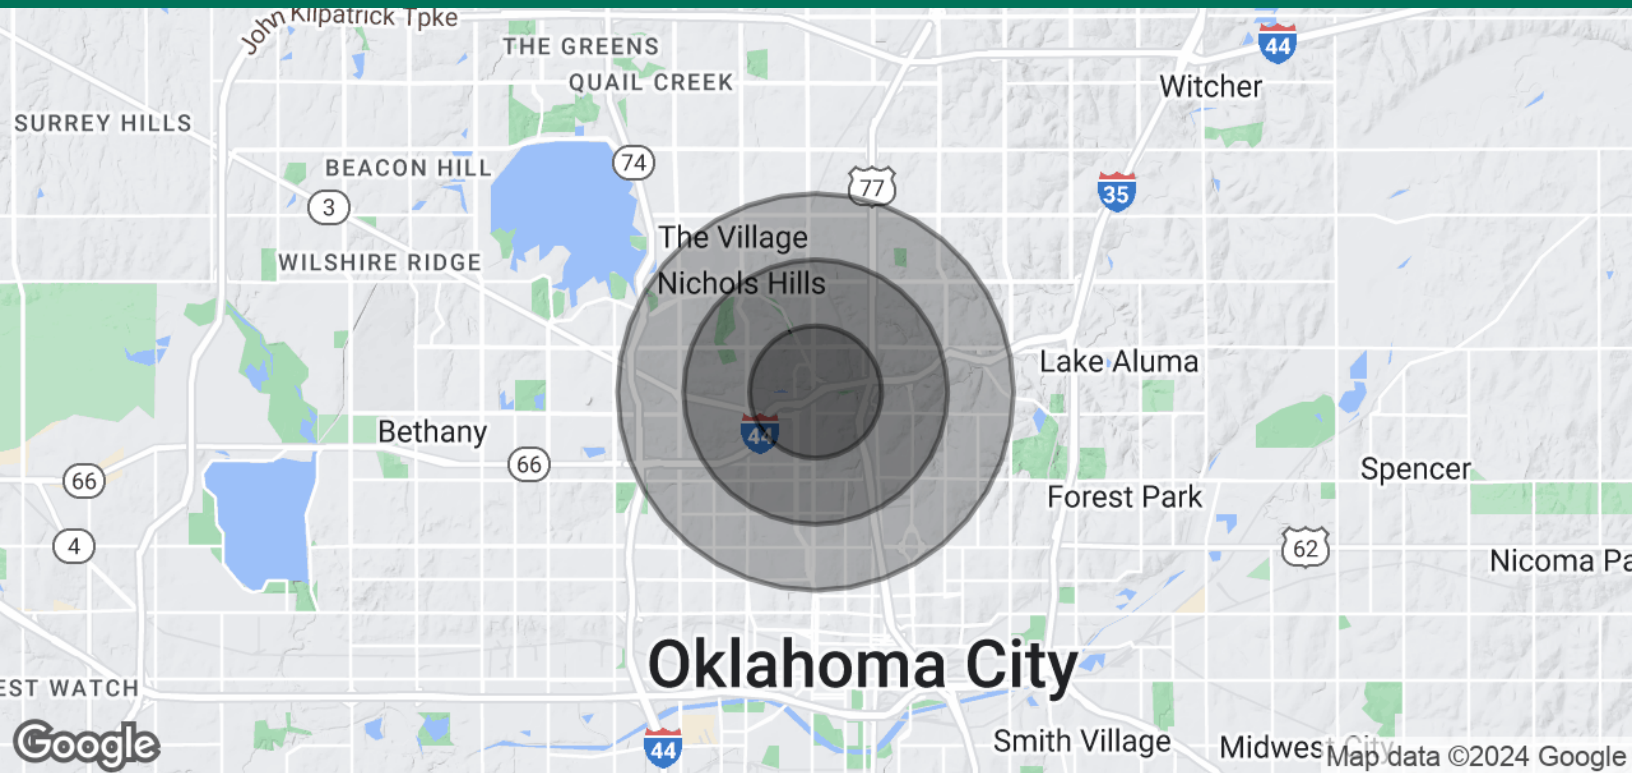 John Kilpatrick Tpke
THE GREENS
44
QUAIL CREEK
Witcher
SURREY HILLS
74
BEACON HILL
77
35
3
The Village
WILSHIRE RIDGE
Nichols Hills
Lake Aluma
Bethany
44
66
Spencer
66
Forest Park
4
62
Nicoma Pa
Oklahoma City
EST WATCH
Google
44
Smith Village
Midwest City
Map data ©2024 Google